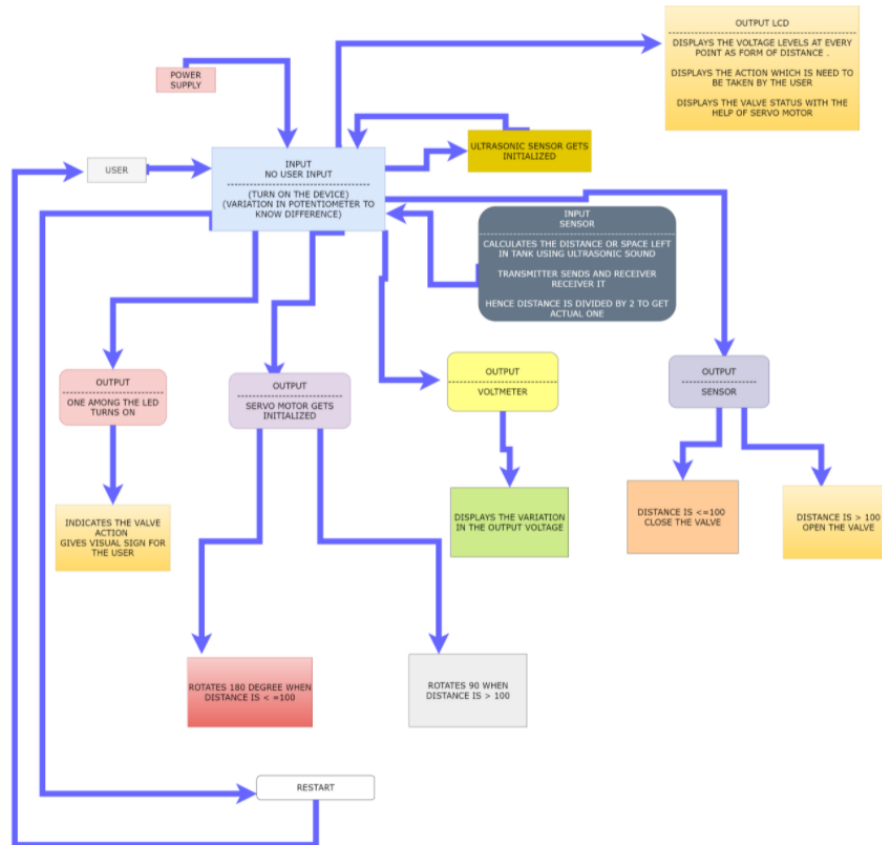 OUTPUT LCD
DISPLAYS THE VOLTAGE LEVELS AT EVERY
POINT AS FORM OF DISTANCE .
DISPLAYS THE ACTION WHICH IS NEED TO
BE TAKEN BY THE USER
DISPLAYS THE VALVE STATUS WITH THE
HELP OF SERVO MOTOR
POWER
SUPPLY
ULTRASONIC SENSOR GETS
INITIALIZED
USER
INPUT
NO USER INPUT
(TURN ON THE DEVICE)
(VARIATION IN POTENTIOMETER TO
KNOW DIFFERENCE)
INPUT
SENSOR
CALCULATES THE DISTANCE OR SPACE LEFT
IN TANK USING ULTRASONIC SOUND
TRANSMITTER SENDS AND RECEIVER
RECEIVER IT
HENCE DISTANCE IS DIVIDED BY 2 TO GET
ACTUAL ONE
OUTPUT
ONE AMONG THE LED
TURNS ON
OUTPUT
SERVO MOTOR GETS
INITIALIZED
OUTPUT
VOLTMETER
OUTPUT
SENSOR
INDICATES THE VALVE
ACTION
GIVES VISUAL SIGN FOR
THE USER
DISPLAYS THE VARIATION
IN THE OUTPUT VOLTAGE
DISTANCE IS <=100
CLOSE THE VALVE
DISTANCE IS > 100
OPEN THE VALVE
ROTATES 180 DEGREE WHEN
DISTANCE IS < =100
ROTATES 90 WHEN
DISTANCE IS > 100
RESTART